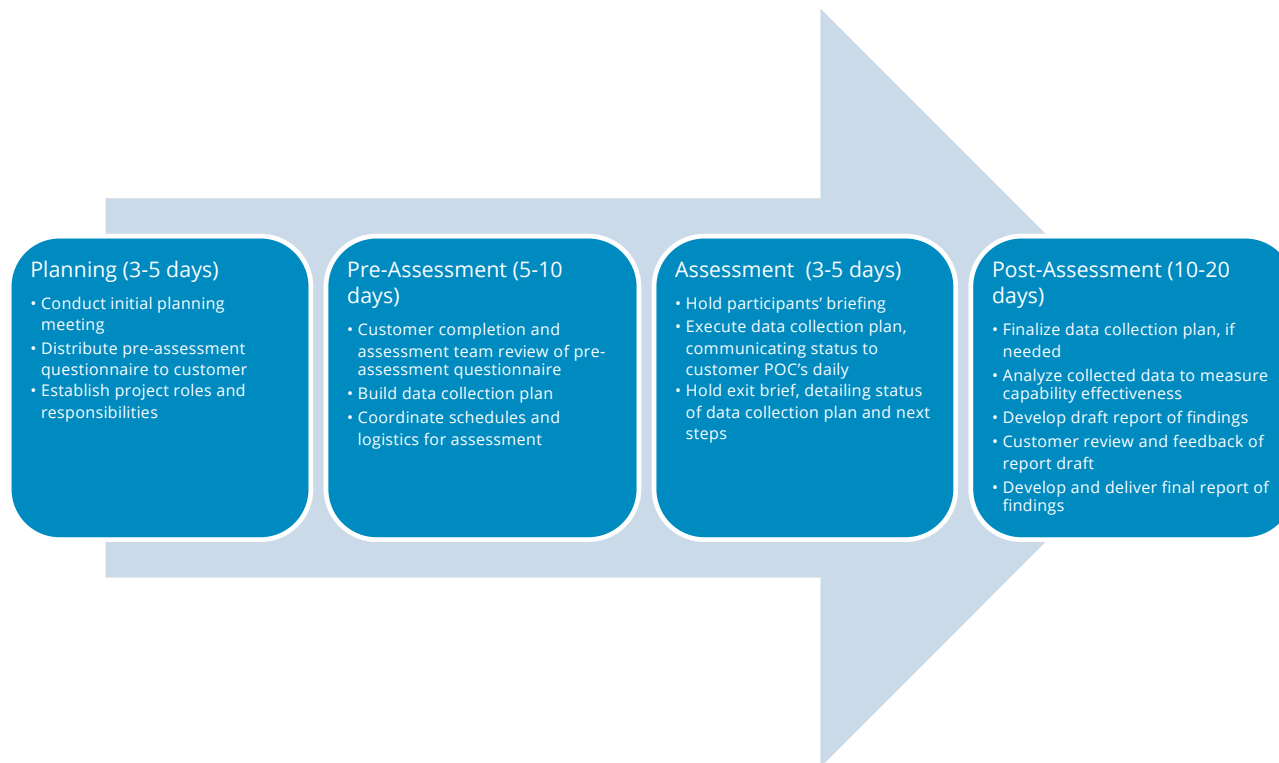 Planning (3-5 days)
• Conduct initial planning
meeting
• Distribute pre-assessment
questionnaire to customer
• Establish project roles and
responsibilities
Pre-Assessment (5-10
days)
• Customer completion and
assessment team review of pre-
assessment questionnaire
• Build data collection plan
• Coordinate schedules and
logistics for assessment
Assessment  (3-5 days)
• Hold participants’ briefing
• Execute data collection plan,
communicating status to
customer POC’s daily
• Hold exit brief, detailing status
of data collection plan and next
steps
Post-Assessment (10-20
days)
• Finalize data collection plan, if
needed
• Analyze collected data to measure
capability effectiveness
• Develop draft report of findings
• Customer review and feedback of
report draft
• Develop and deliver final report of
findings